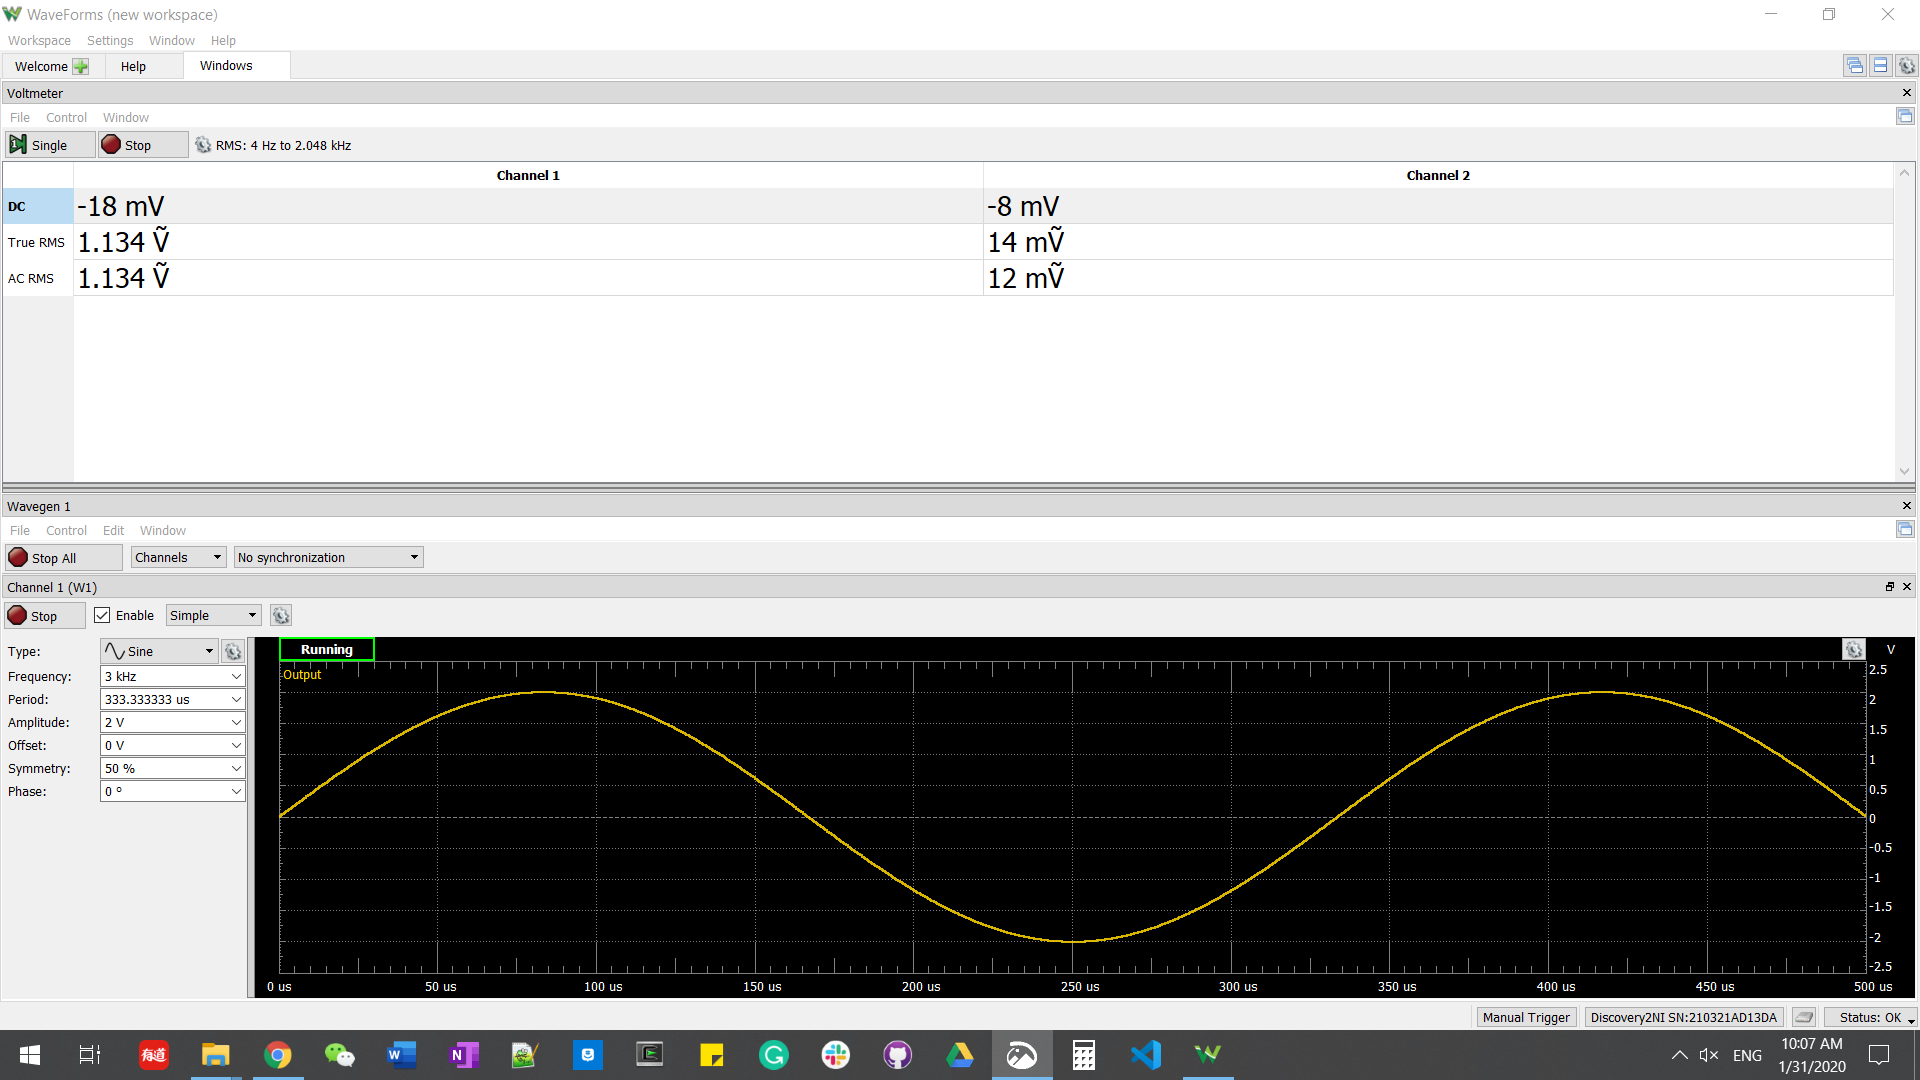 WaveForms (new workspace)
Workspace Settings Window Help
Welcome Help Windows
Voltmeter
File Control Window
Single Stop RMS: 4 Hz to 2.048 kHz
Channel 1 Channel 2
DC -18 mV -8 mV
True RMS 1.134 Ṽ 14 mṼ
AC RMS 1.134 Ṽ 12 mṼ
Wavegen 1
File Control Edit Window
Stop All Channels No synchronization
Channel 1 (W1)
Stop Enable Simple
Type: Sine
Frequency: 3 kHz
Period: 333.333333 us
Amplitude: 2 V
Offset: 0 V
Symmetry: 50 %
Phase: 0 º
Running V
Output
2.5
2
1.5
1
0.5
0
-0.5
-1
-1.5
-2
-2.5
0 us 50 us 100 us 150 us 200 us 250 us 300 us 350 us 400 us 450 us 500 us
Manual Trigger Discovery2NI SN:210321AD13DA Status: OK
有道 ENG 10:07 AM
1/31/2020